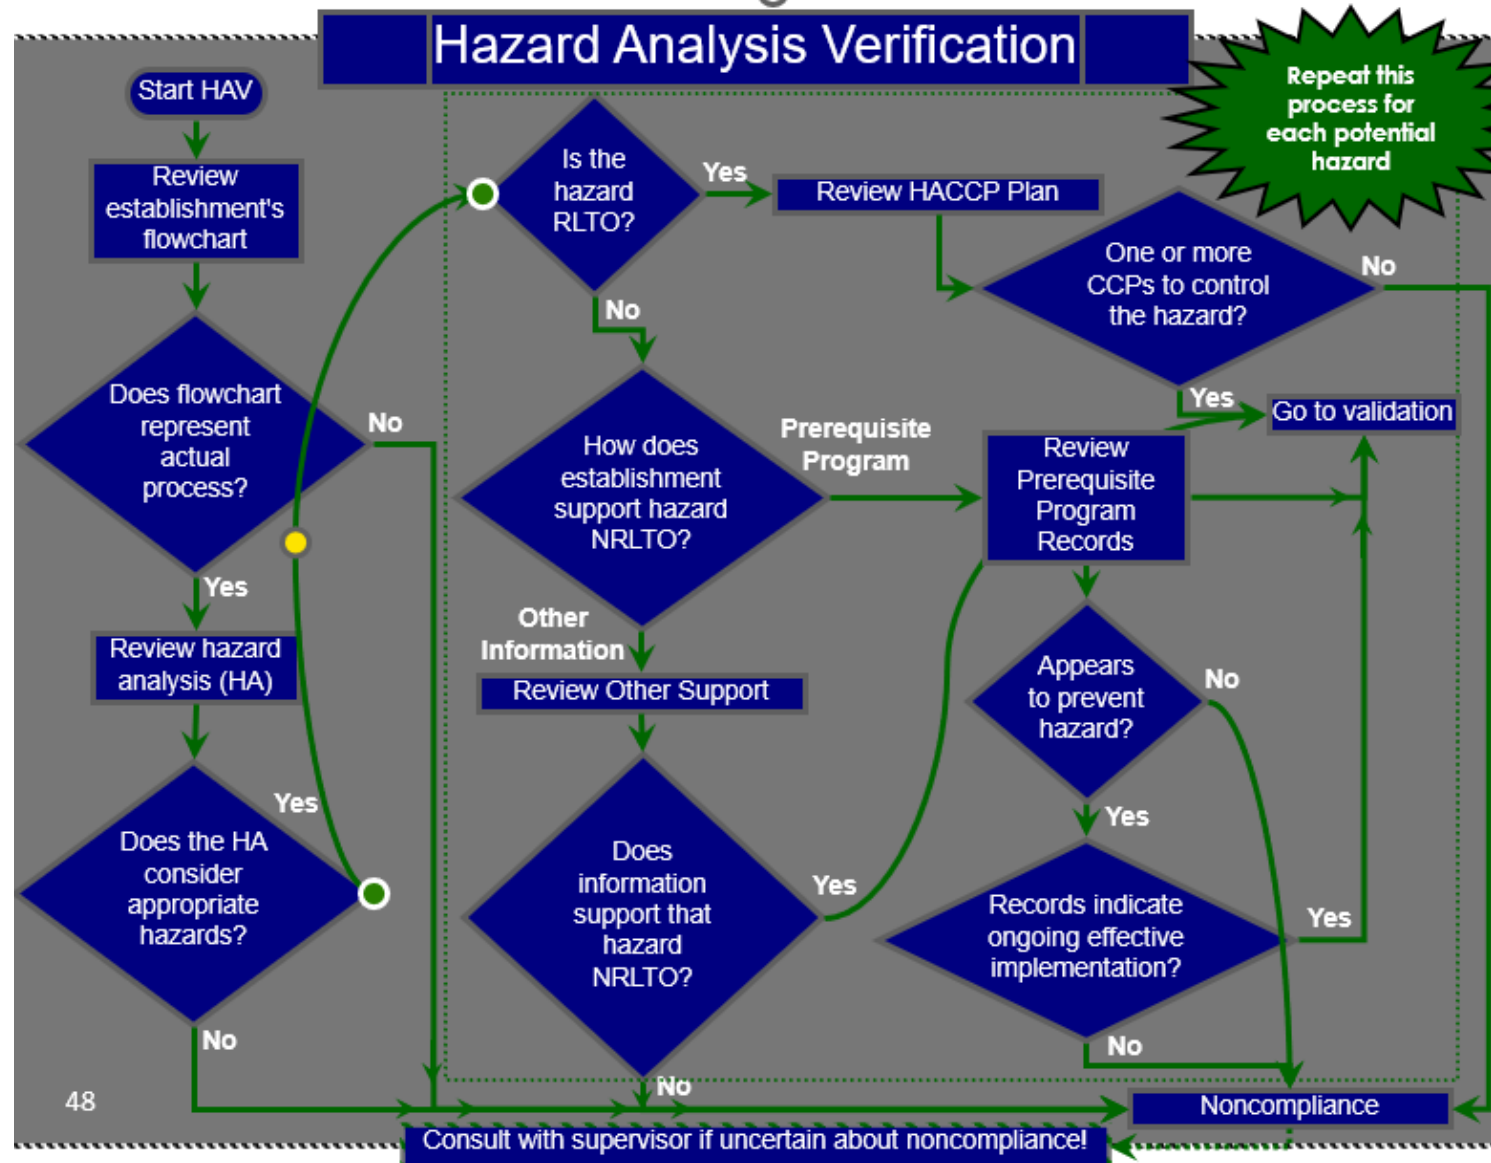 Hazard Analysis Verification
Repeat this
process for
each potential
hazard
Start HAV
Review
establishment's
flowchart
Does flowchart
represent
actual
process?
No
Yes
Review hazard
analysis (HA)
Does the HA
consider
appropriate
hazards?
Yes
No
Is the
hazard
RLTO?
Yes
Review HACCP Plan
One or more
CCPs to control
the hazard?
No
Yes
Go to validation
No
How does
establishment
support hazard
NRLTO?
Prerequisite
Program
Review
Prerequisite
Program
Records
Other
Information
Review Other Support
Does
information
support that
hazard
NRLTO?
Yes
No
Appears
to prevent
hazard?
No
Yes
Records indicate
ongoing effective
implementation?
Yes
No
Noncompliance
Consult with supervisor if uncertain about noncompliance!
48